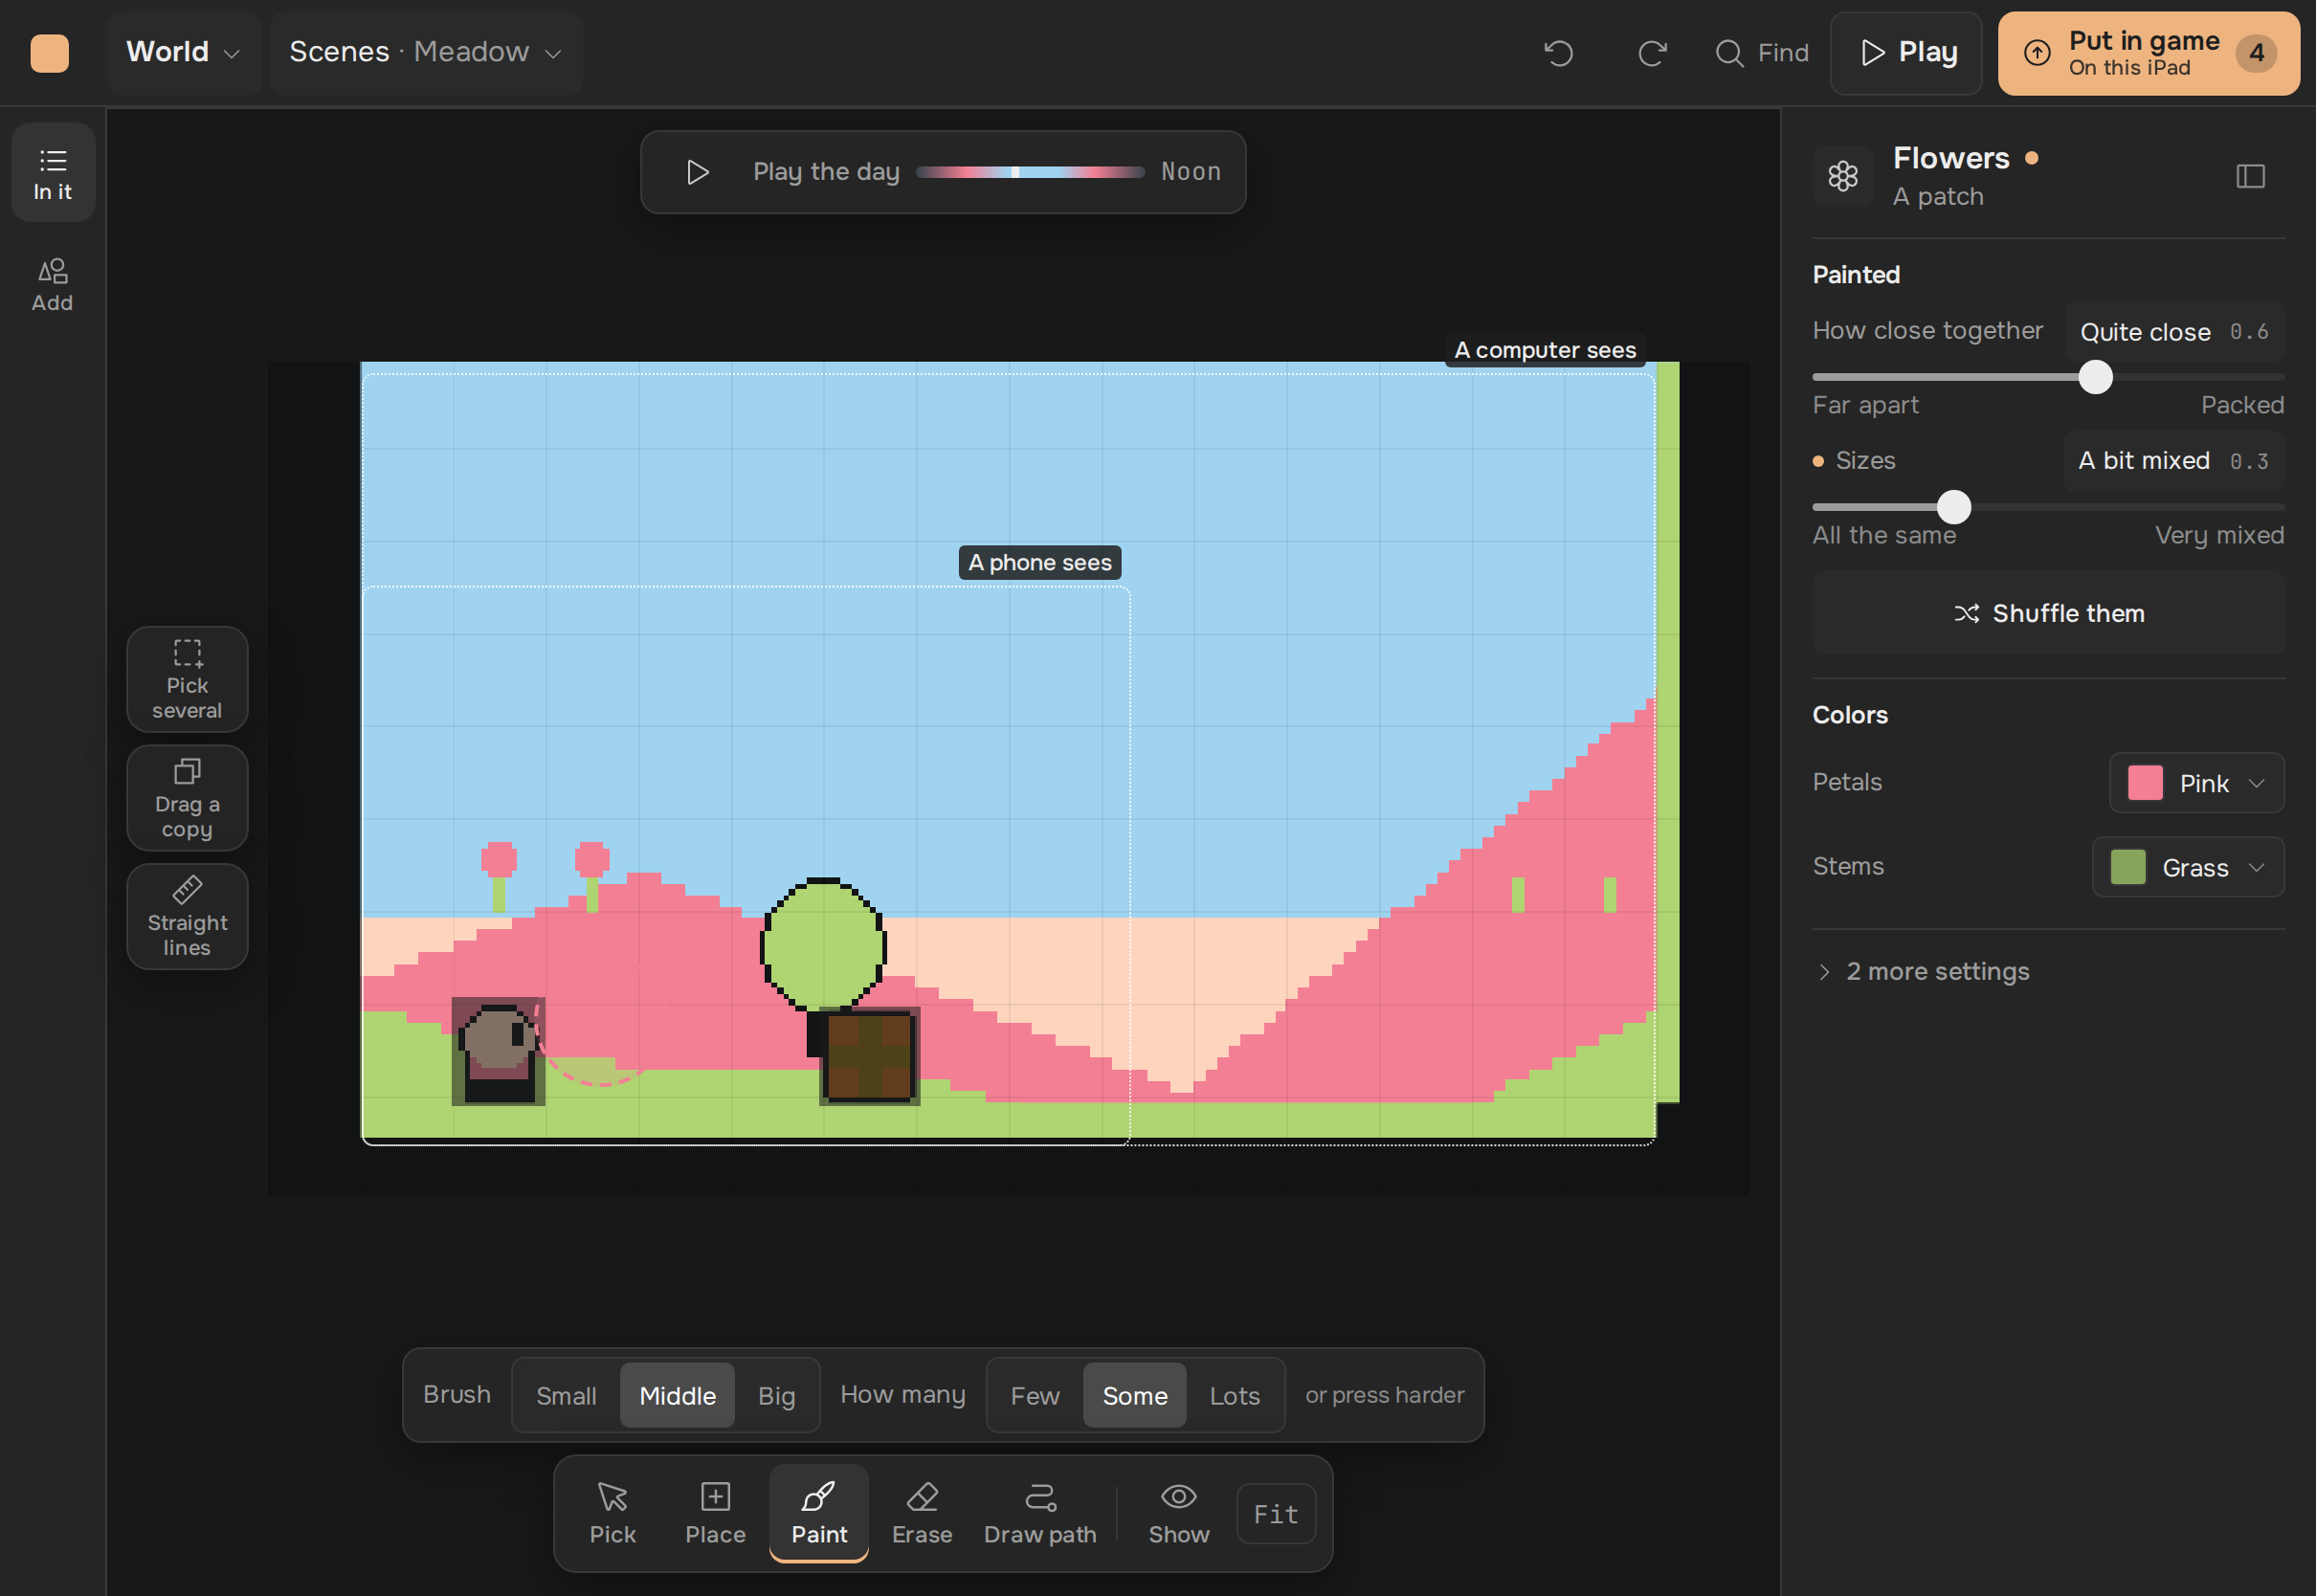 World
Scenes · Meadow
Find
Play
Put in game
On this iPad
4
In it
Add
Play the day
Noon
A computer sees
A phone sees
Pick
several
Drag a
copy
Straight
lines
Brush
Small
Middle
Big
How many
Few
Some
Lots
or press harder
Pick
Place
Paint
Erase
Draw path
Show
Fit
Flowers
A patch
Painted
How close together
Quite close 0.6
Far apart
Packed
Sizes
A bit mixed 0.3
All the same
Very mixed
Shuffle them
Colors
Petals
Pink
Stems
Grass
2 more settings